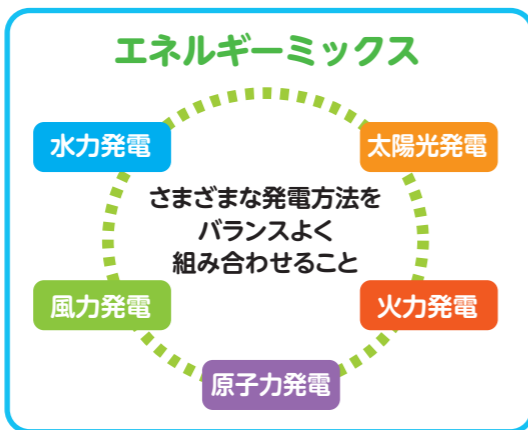 エネルギーミックス
水力発電
太陽光発電
さまざまな発電方法を
バランスよく
組み合わせること
風力発電
火力発電
原子力発電